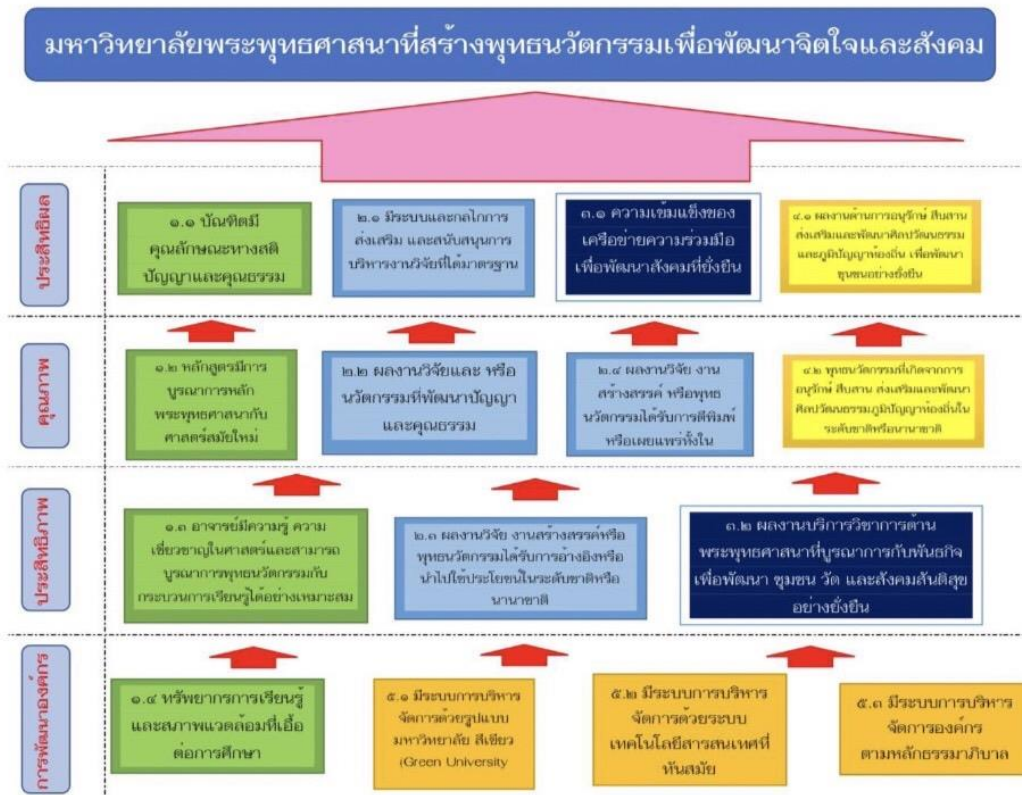 มหาวิทยาลัยพระพุทธศาสนาที่สร้างพุทธนวัตกรรมเพื่อพัฒนาจิตใจและสังคม
ประสิทธิผล
๑.๑ บัณฑิตมี
คุณลักษณะทางสติ
ปัญญาและคุณธรรม
๒.๑ มีระบบและกลไกการ
ส่งเสริม และสนับสนุนการ
บริหารงานวิจัยที่ได้มาตรฐาน
๓.๑ ความเข้มแข็งของ
เครือข่ายความร่วมมือ
เพื่อพัฒนาสังคมที่ยั่งยืน
๔.๑ ผลงานด้านการอนุรักษ์ สืบสาน
ส่งเสริมและพัฒนาศิลปวัฒนธรรม
และภูมิปัญญาท้องถิ่น เพื่อพัฒนา
ชุมชนอย่างยั่งยืน
คุณภาพ
๑.๒ หลักสูตรมีการ
บูรณาการหลัก
พระพุทธศาสนากับ
ศาสตร์สมัยใหม่
๒.๒ ผลงานวิจัยและ หรือ
นวัตกรรมที่พัฒนาปัญญา
และคุณธรรม
๒.๔ ผลงานวิจัย งาน
สร้างสรรค์ หรือพุทธ
นวัตกรรมได้รับการตีพิมพ์
หรือเผยแพร่ทั้งใน
๔.๒ พุทธนวัตกรรมที่เกิดจากการ
อนุรักษ์ สืบสาน ส่งเสริมและพัฒนา
ศิลปวัฒนธรรมภูมิปัญญาท้องถิ่นใน
ระดับชาติหรือนานาชาติ
ประสิทธิภาพ
๑.๓ อาจารย์มีความรู้ ความ
เชี่ยวชาญในศาสตร์และสามารถ
บูรณาการพุทธนวัตกรรมกับ
กระบวนการเรียนรู้ได้อย่างเหมาะสม
๒.๓ ผลงานวิจัย งานสร้างสรรค์หรือ
พุทธนวัตกรรมได้รับการอ้างอิงหรือ
นำไปใช้ประโยชน์ในระดับชาติหรือ
นานาชาติ
๓.๒ ผลงานบริการวิชาการด้าน
พระพุทธศาสนาที่บูรณาการกับพันธกิจ
เพื่อพัฒนา ชุมชน วัด และสังคมสันติสุข
อย่างยั่งยืน
การพัฒนาองค์กร
๑.๔ ทรัพยากรการเรียนรู้
และสภาพแวดล้อมที่เอื้อ
ต่อการศึกษา
๕.๑ มีระบบการบริหาร
จัดการด้วยรูปแบบ
มหาวิทยาลัย สีเขียว
(Green University
๕.๒ มีระบบการบริหาร
จัดการด้วยระบบ
เทคโนโลยีสารสนเทศที่
ทันสมัย
๕.๓ มีระบบการบริหาร
จัดการองค์กร
ตามหลักธรรมาภิบาล